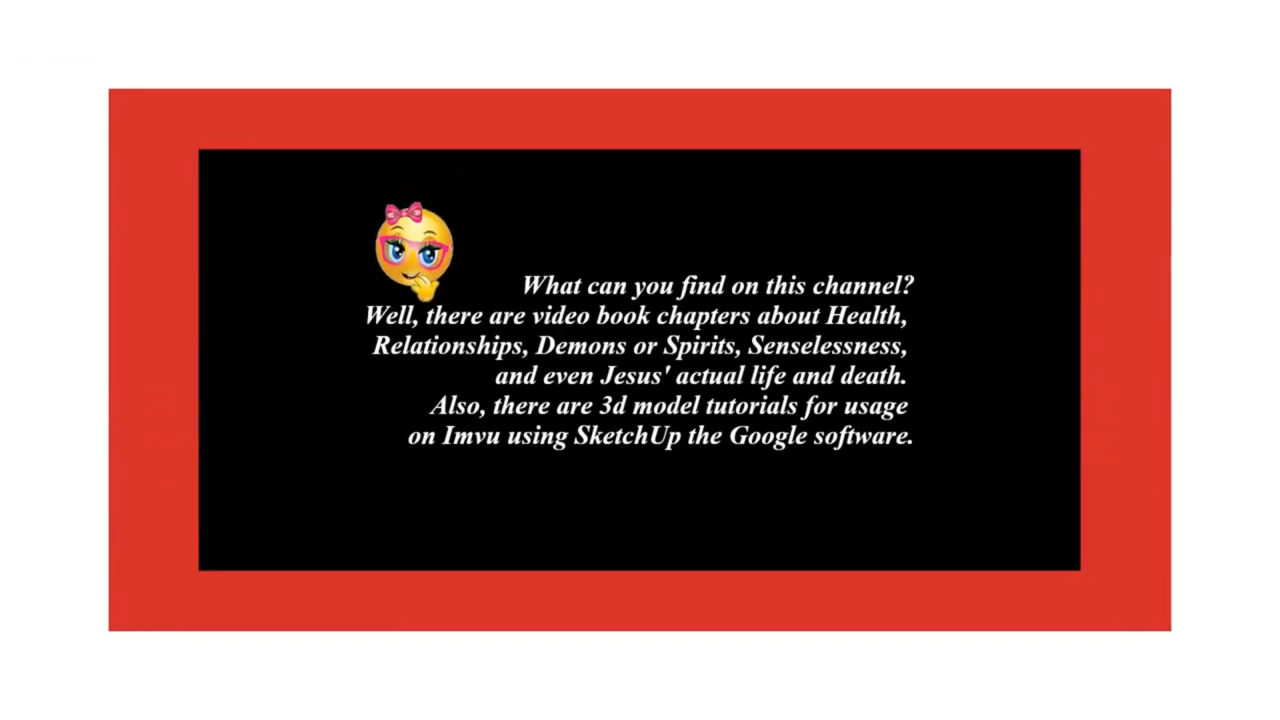 What can you find on this channel?
Well, there are video book chapters about Health,
Relationships, Demons or Spirits, Senselessness,
and even Jesus' actual life and death.
Also, there are 3d model tutorials for usage
on Imvu using SketchUp the Google software.